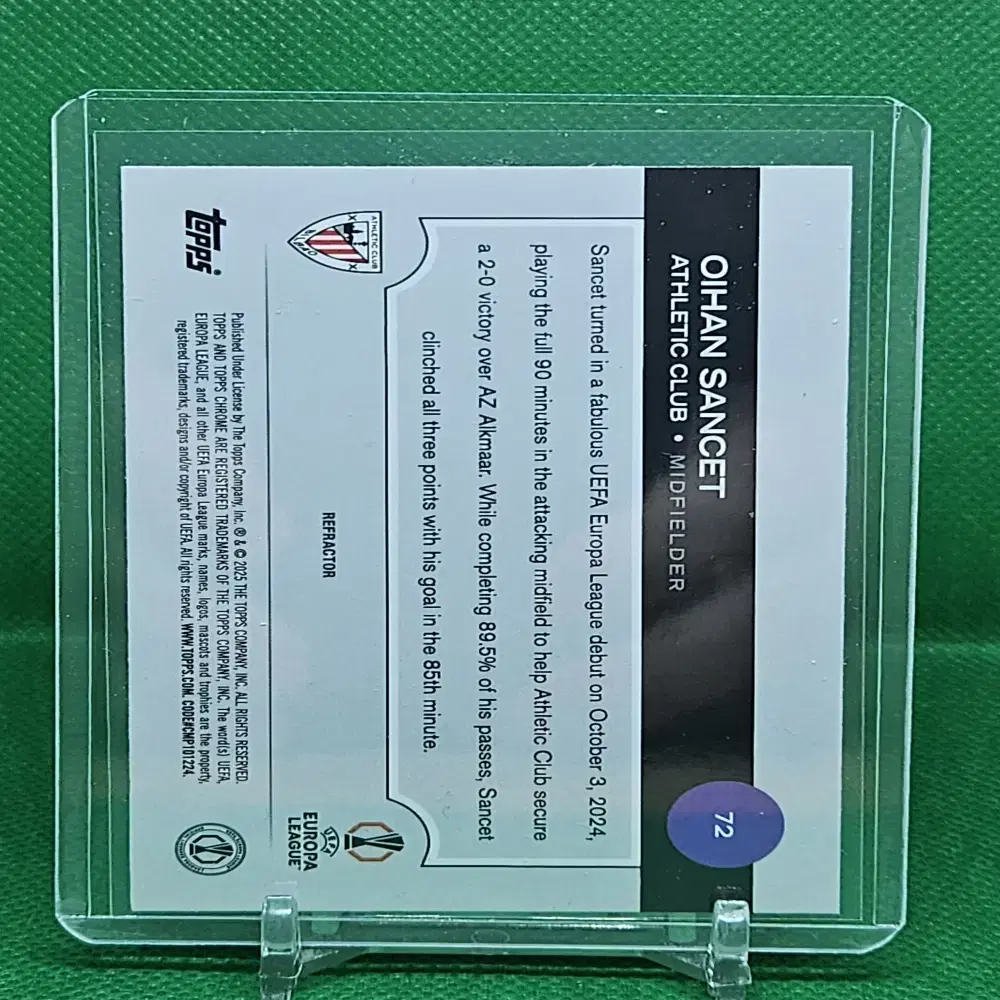 OIHAN SANCET
ATHLETIC CLUB • MIDFIELDER
72
Sancet turned in a fabulous UEFA Europa League debut on October 3, 2024,
playing the full 90 minutes in the attacking midfield to help Athletic Club secure
a 2-0 victory over AZ Alkmaar. While completing 89.5% of his passes, Sancet
clinched all three points with his goal in the 85th minute.
ATHLETIC CLUB
BILBAO
REFRACTOR
UEFA
EUROPA
LEAGUE
topps
Published Under License by The Topps Company, Inc. ® & © 2025 THE TOPPS COMPANY, INC. ALL RIGHTS RESERVED.
TOPPS AND TOPPS CHROME ARE REGISTERED TRADEMARKS OF THE TOPPS COMPANY, INC. The word(s) UEFA,
EUROPA LEAGUE, and all other UEFA Europa League marks, names, logos, mascots and trophies are the property,
registered trademarks, designs and/or copyright of UEFA. All rights reserved. WWW.TOPPS.COM. CODE#CMP101224.